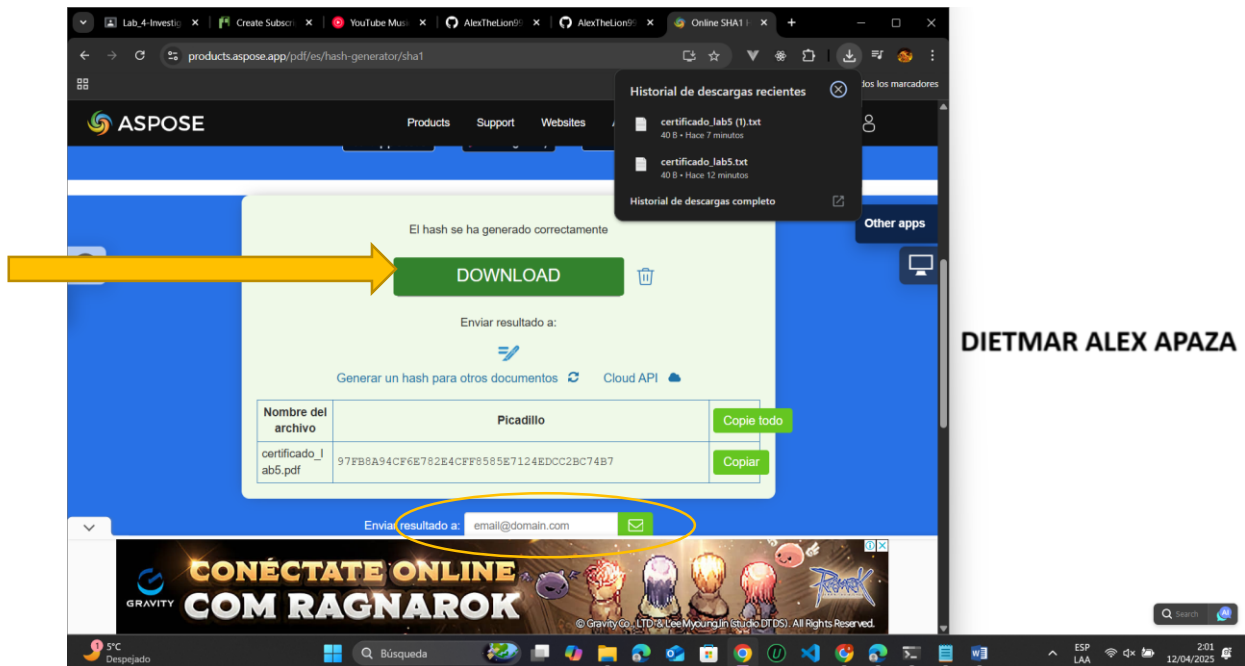 Lab_4-Investig
Create Subscri
YouTube Mus
AlexTheLion99
AlexTheLion99
Online SHA1 H
products.aspose.app/pdf/es/hash-generator/sha1
dos los marcadores
Historial de descargas recientes
certificado_lab5 (1).txt
40 B • Hace 7 minutos
certificado_lab5.txt
40 B • Hace 12 minutos
Historial de descargas completo
ASPOSE
Products Support Websites
Other apps
El hash se ha generado correctamente
DOWNLOAD
Enviar resultado a:
Generar un hash para otros documentos Cloud API
Nombre del archivo
Picadillo
Copie todo
certificado_l
ab5.pdf
97FB8A94CF6E782E4CFF8585E7124EDCC2BC74B7
Copiar
DIETMAR ALEX APAZA
Enviar resultado a: email@domain.com
CONÉCTATE ONLINE
COM RAGNAROK
GRAVITY
Ragnarok
© Gravity Co., LTD & Lee MyoungJin (studio DTDS). All Rights Reserved.
Search
1
5°C
Despejado
Búsqueda
ESP
LAA
2:01
12/04/2025